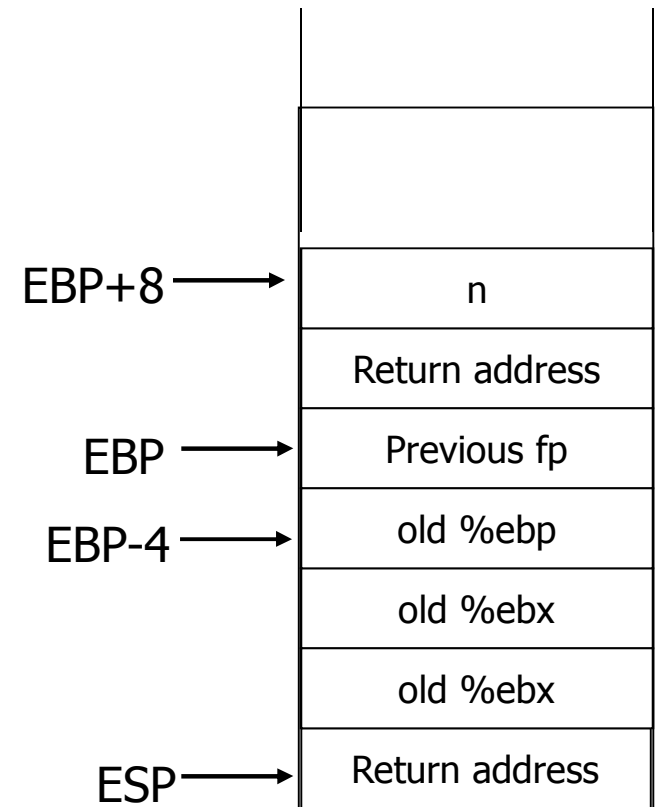 EBP+8
n
Return address
EBP
Previous fp
EBP-4
old %ebp
old %ebx
old %ebx
ESP
Return address